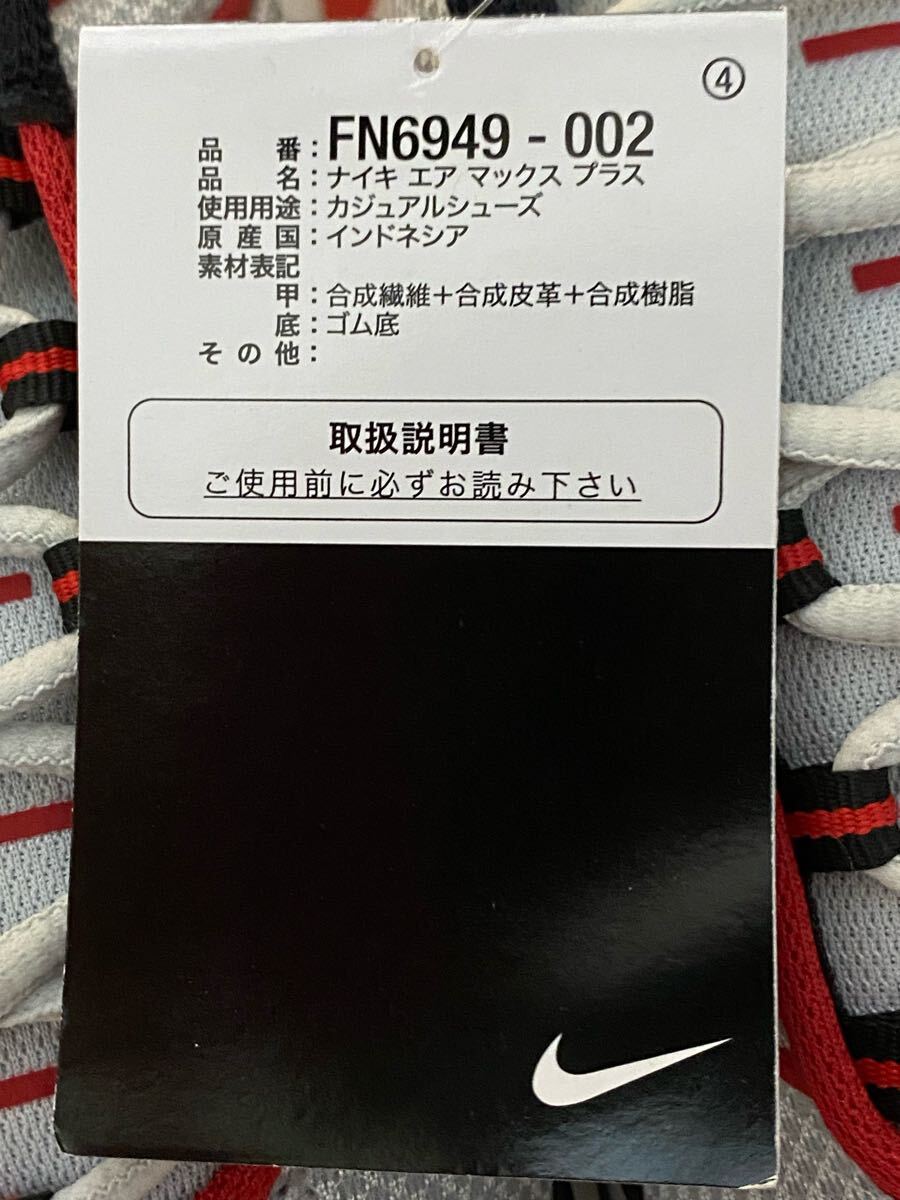 ④
品番：FN6949 - 002
品名：ナイキ エア マックス プラス
使用用途：カジュアルシューズ
原産国：インドネシア
素材表記
甲：合成繊維＋合成皮革＋合成樹脂
底：ゴム底
その他：
取扱説明書
ご使用前に必ずお読み下さい